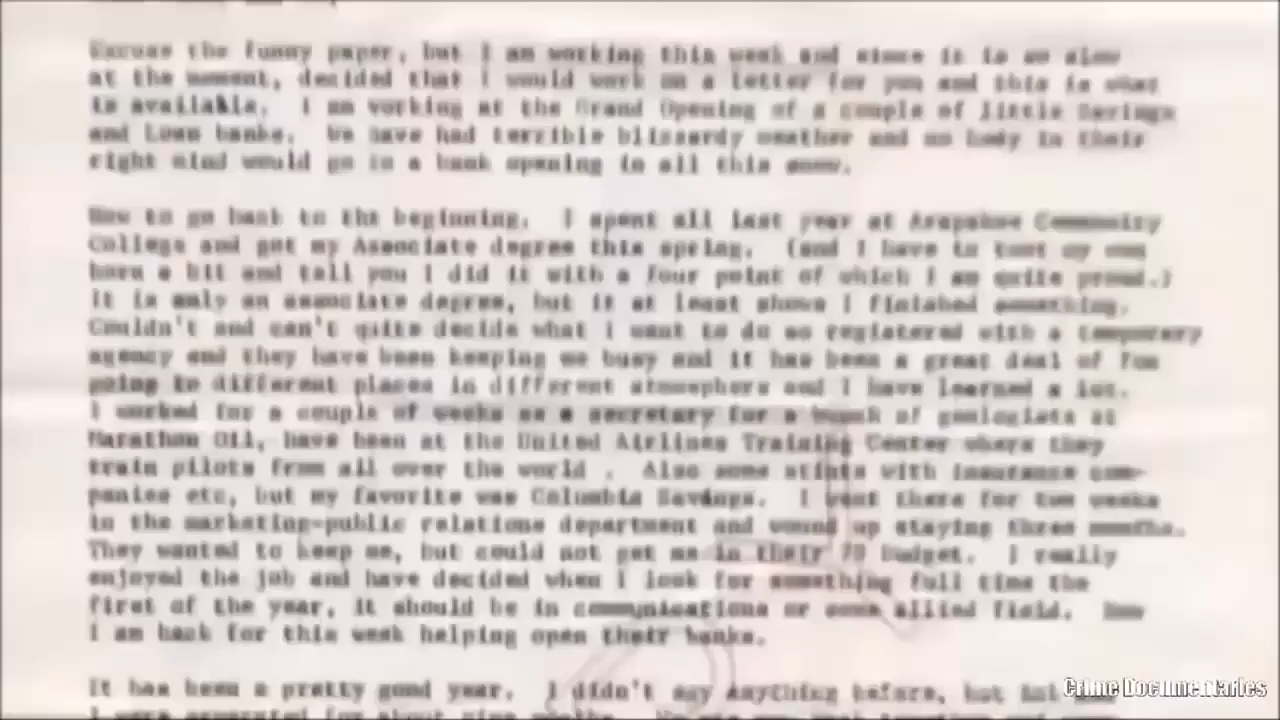 Excuse the funny paper, but I am working this week and since it is so slow
at the moment, decided that I would work on a letter for you and this is what
is available. I am working at the Grand Opening of a couple of little Savings
and Loan banks. We have had terrible blizzardy weather and no body in their
right mind would go to a bank opening in all this snow.
Now to go back to the beginning. I spent all last year at Arapahoe Community
College and got my Associate degree this spring. (and I have to toot my own
horn a bit and tell you I did it with a four point of which I am quite proud.)
It is only an associate degree, but it at least shows I finished something.
Couldn't and can't quite decide what I want to do so registered with a temporary
agency and they have been keeping me busy and it has been a great deal of fun
going to different places in different atmosphere and I have learned a lot.
I worked for a couple of weeks as a secretary for a bunch of geologists at
Marathon Oil, have been at the United Airlines Training Center where they
train pilots from all over the world . Also some stints with insurance com-
panies etc, but my favorite was Columbia Savings. I went there for two weeks
in the marketing-public relations department and wound up staying three months.
They wanted to keep me, but could not get me in their budget. I really
enjoyed the job and have decided when I look for something full time the
first of the year, it should be in communications or some allied field. Now
I am back for this week helping open their banks.
It has been a pretty good year. I didn't say anything before, but
I were separated for about nine months.
Crime Documentaries